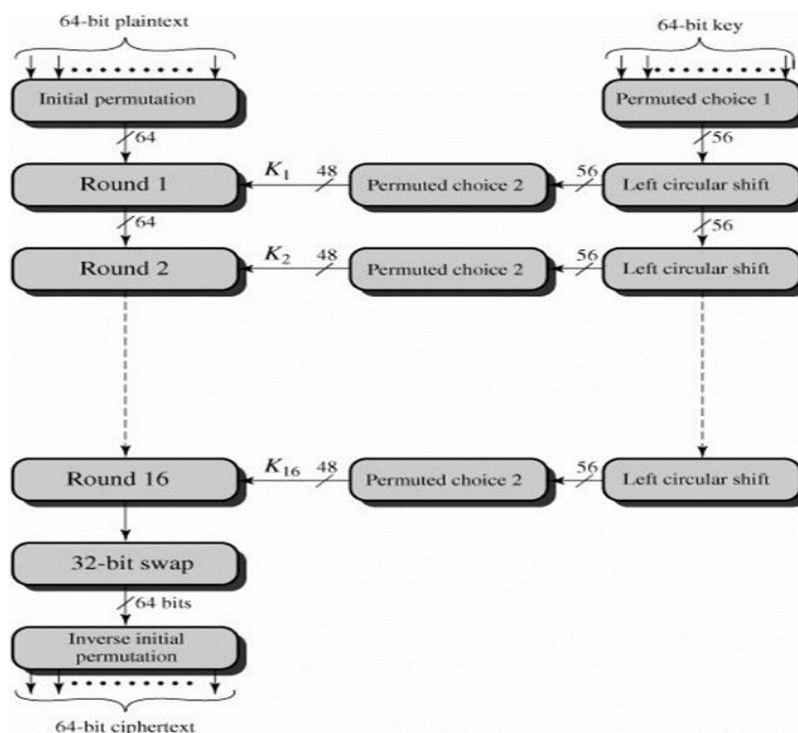 64-bit plaintext
64-bit key
Initial permutation
Permuted choice 1
64
56
Round 1
K1
48
Permuted choice 2
56
Left circular shift
64
56
Round 2
K2
48
Permuted choice 2
56
Left circular shift
Round 16
K16
48
Permuted choice 2
56
Left circular shift
32-bit swap
64 bits
Inverse initial
permutation
64-bit ciphertext